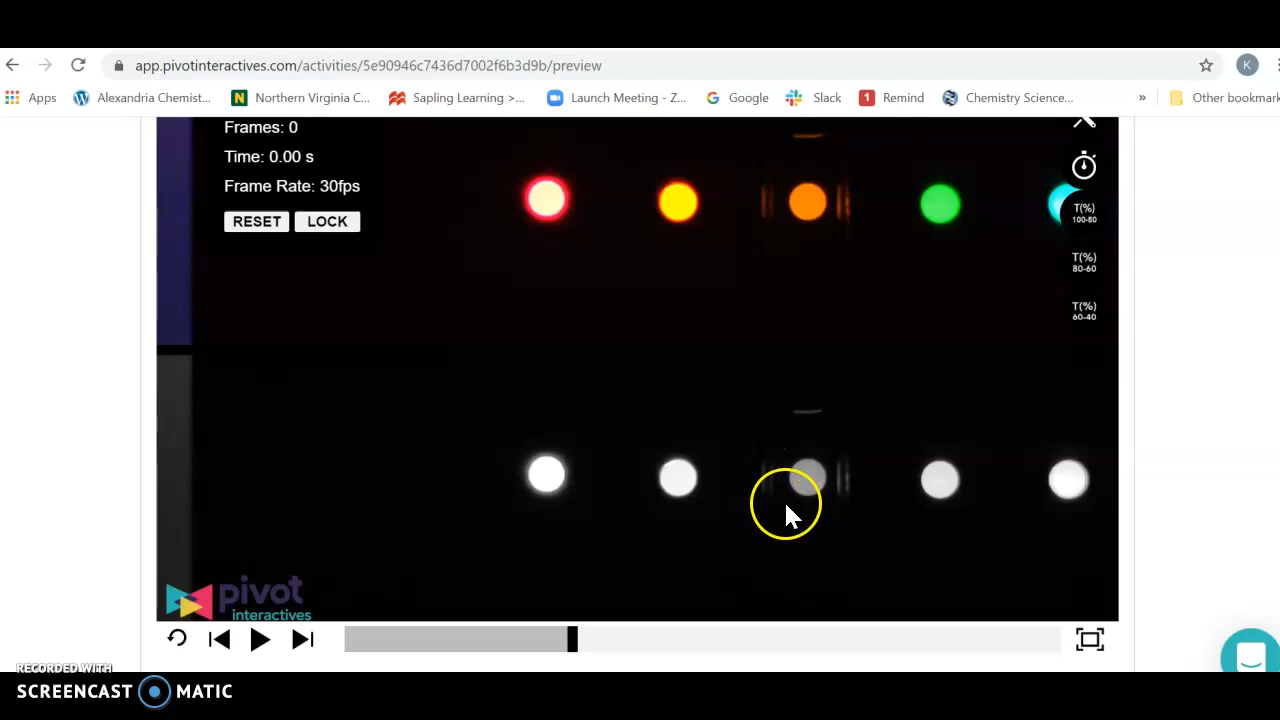 app.pivotinteractives.com/activities/5e90946c7436d7002f6b3d9b/preview
K
Apps
Alexandria Chemist...
Northern Virginia C...
Sapling Learning >...
Launch Meeting - Z...
Google
Slack
1 Remind
Chemistry Science...
»
Other bookmark
Frames: 0
Time: 0.00 s
Frame Rate: 30fps
RESET LOCK
T(%)
100-80
T(%)
80-60
T(%)
60-40
pivot
interactives
RECORDED WITH
SCREENCAST MATIC